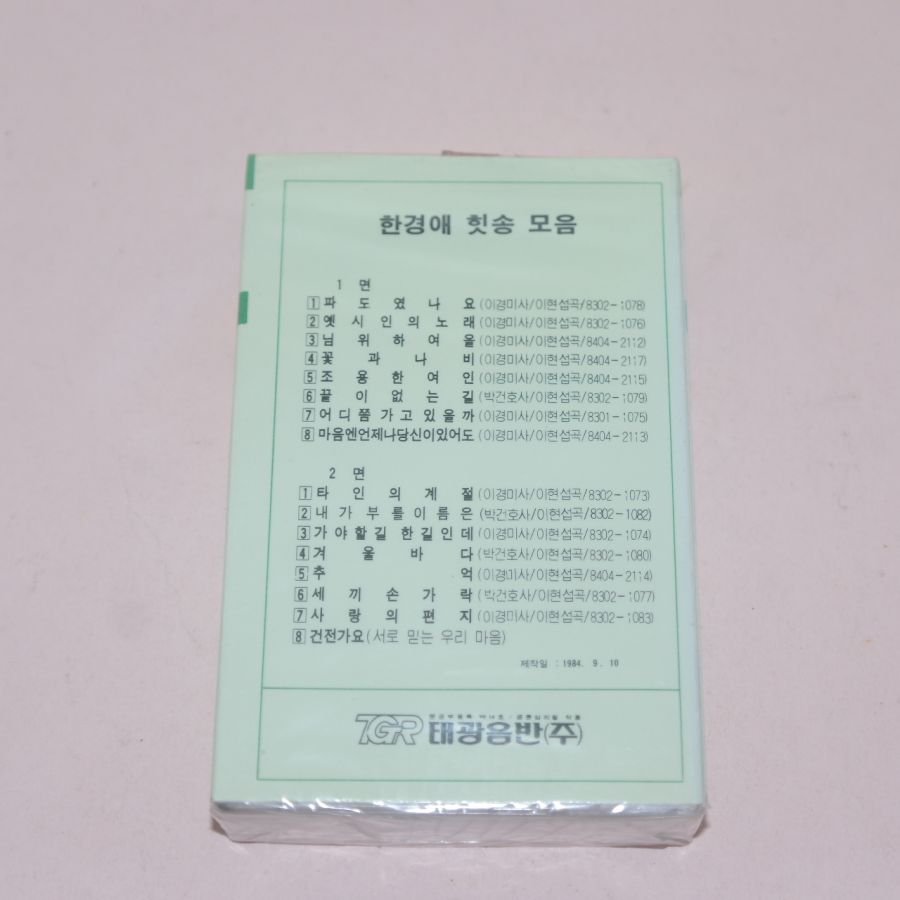 한경애 힛송 모음
1 면
1 파도였나요(이경미사/이현섭곡/8302-1078)
2 옛시인의노래(이경미사/이현섭곡/8302-1076)
3 님위하여올(이경미사/이현섭곡/8404-2112)
4 꽃과나비(이경미사/이현섭곡/8404-2117)
5 조용한여인(이경미사/이현섭곡/8404-2115)
6 끝이없는길(박건호사/이현섭곡/8302-1079)
7 어디쯤가고있을까(이경미사/이현섭곡/8301-1075)
8 마음엔언제나당신이있어도(이경미사/이현섭곡/8404-2113)
2 면
1 타인의계절(이경미사/이현섭곡/8302-1073)
2 내가부를이름은(박건호사/이현섭곡/8302-1082)
3 가야할길 한길인데(이경미사/이현섭곡/8302-1074)
4 겨울바다(박건호사/이현섭곡/8302-1080)
5 추억(이경미사/이현섭곡/8404-2114)
6 세끼손가락(박건호사/이현섭곡/8302-1077)
7 사랑의편지(이경미사/이현섭곡/8302-1083)
8 건전가요(서로 믿는 우리 마음)
제작일 : 1984. 9. 10
TGR 태광음반(주)